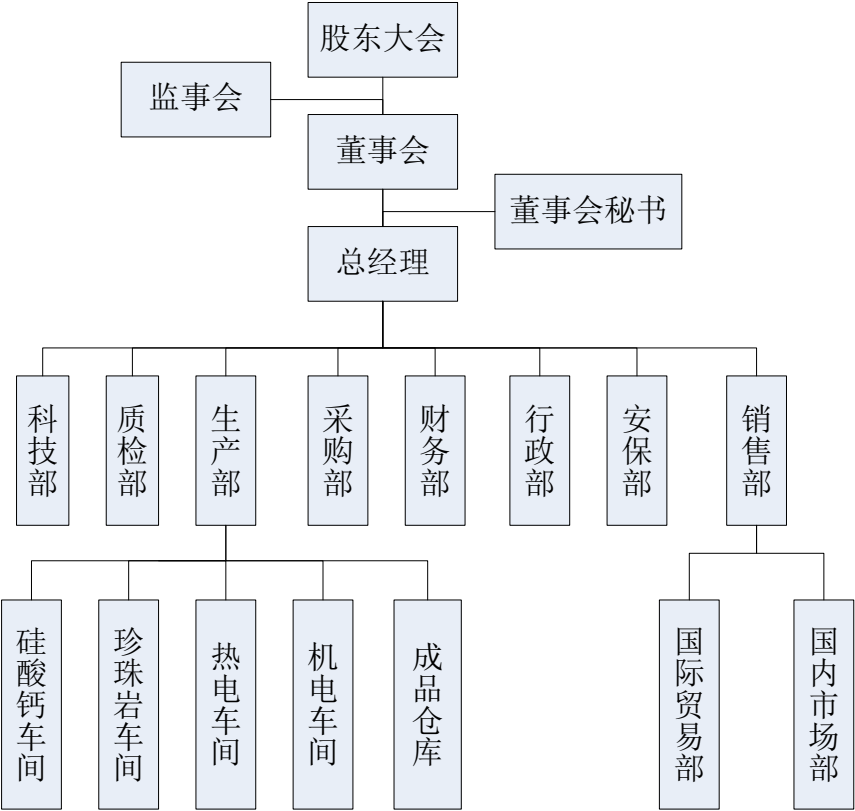 股东大会
监事会
董事会
董事会秘书
总经理
科技部
质检部
生产部
采购部
财务部
行政部
安保部
销售部
硅酸钙车间
珍珠岩车间
热电车间
机电车间
成品仓库
国际贸易部
国内市场部